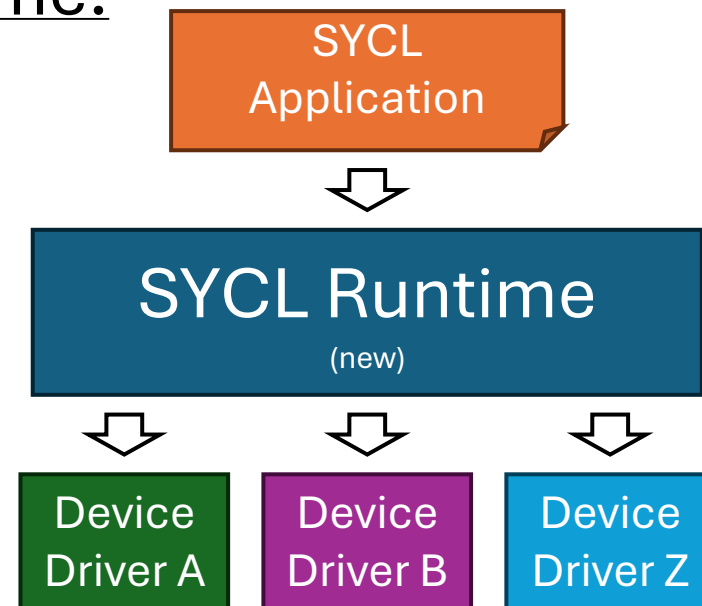 SYCL
Application
SYCL Runtime
(new)
Device
Driver A
Device
Driver B
Device
Driver Z